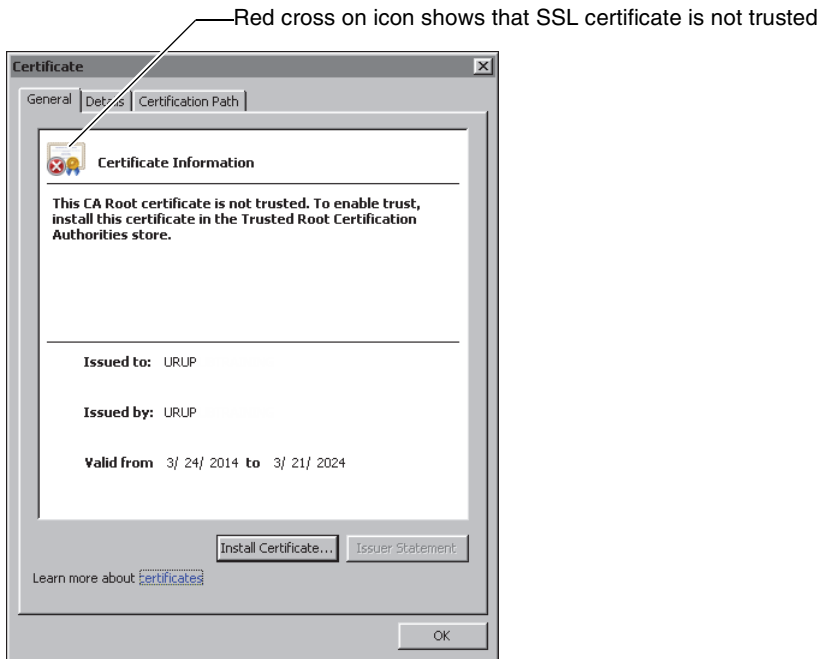 Red cross on icon shows that SSL certificate is not trusted
Certificate
General Details Certification Path
Certificate Information
This CA Root certificate is not trusted. To enable trust,
install this certificate in the Trusted Root Certification
Authorities store.
Issued to: URUP
Issued by: URUP
Valid from 3/ 24/ 2014 to 3/ 21/ 2024
Install Certificate... Issuer Statement
Learn more about certificates
OK